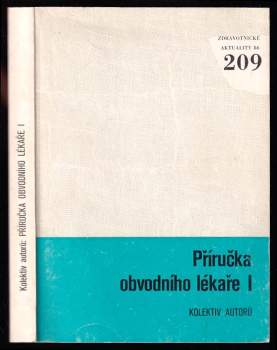 Kolektiv autorů: PŘÍRUČKA OBVODNÍHO LÉKAŘE I
ZDRAVOTNICKÉ
AKTUALITY 86
209
Příručka
obvodního lékaře I
KOLEKTIV AUTORŮ